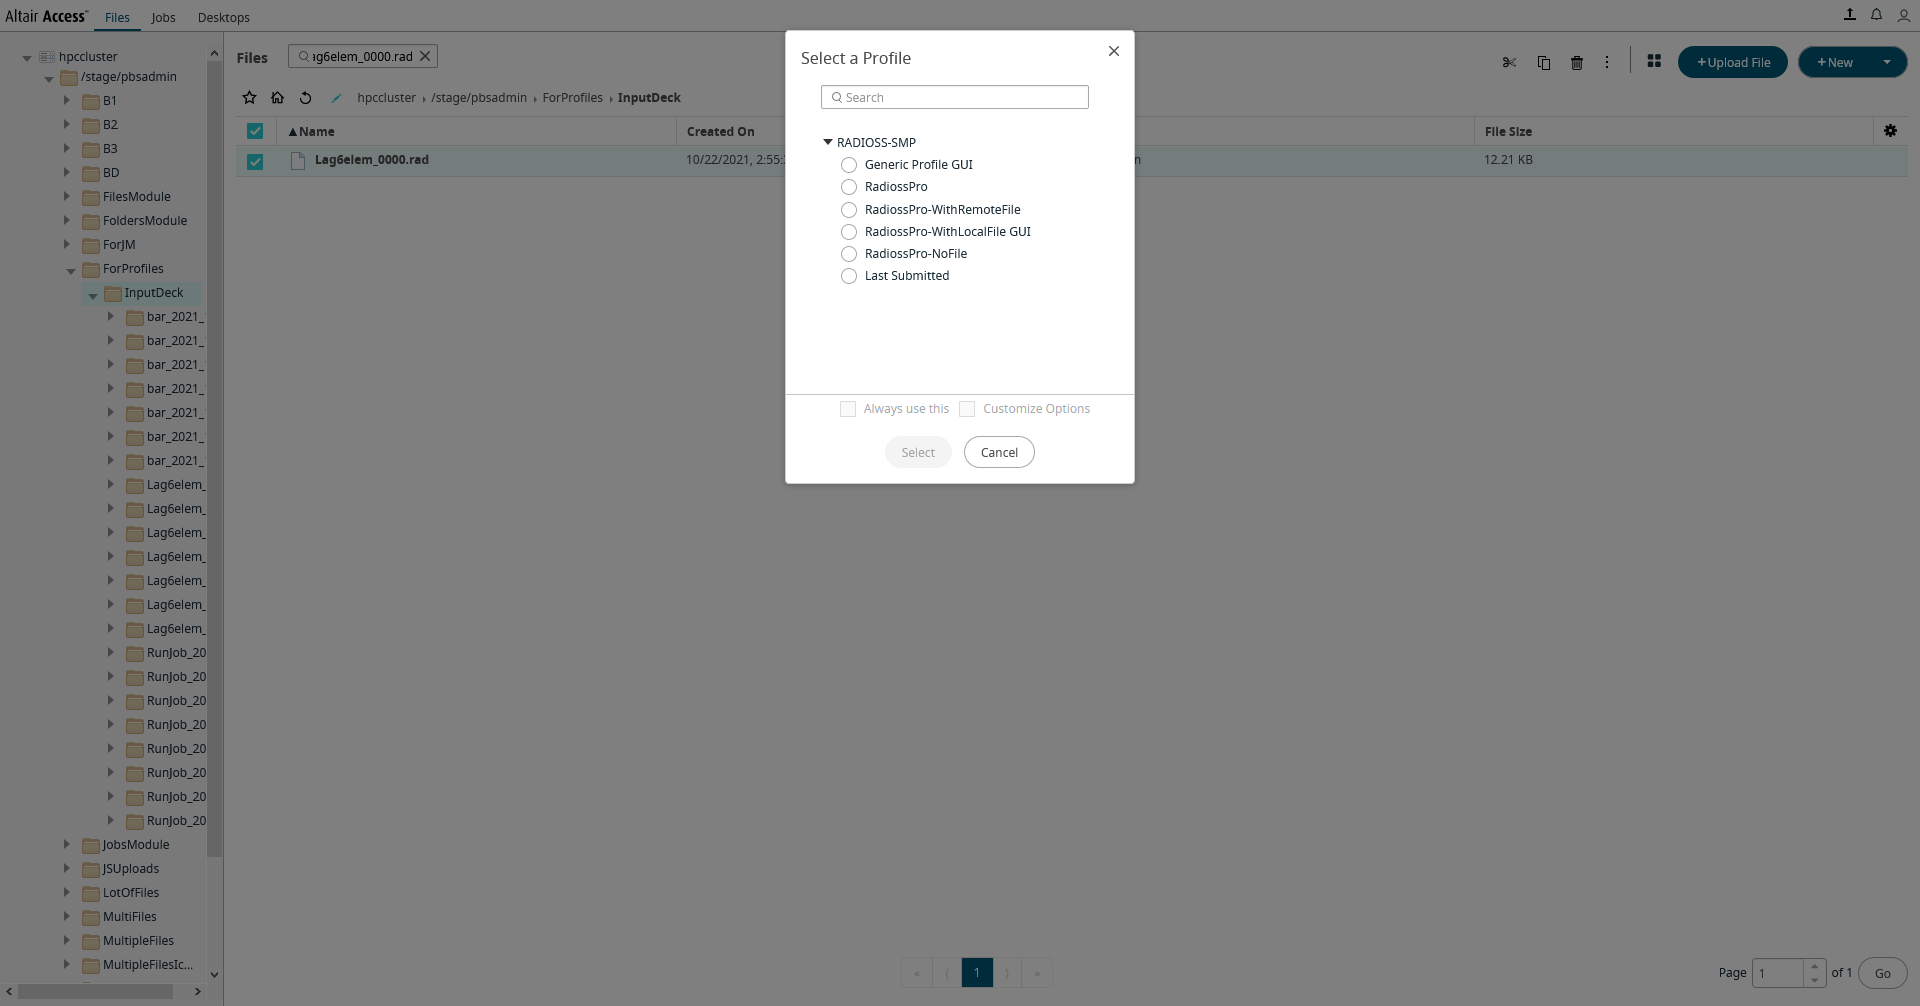 Altair Access™
Files
Jobs
Desktops
hpccluster
/stage/pbsadmin
B1
B2
B3
BD
FilesModule
FoldersModule
ForJM
ForProfiles
InputDeck
bar_2021_
bar_2021_
bar_2021_
bar_2021_
bar_2021_
bar_2021_
bar_2021_
Lag6elem_
Lag6elem_
Lag6elem_
Lag6elem_
Lag6elem_
Lag6elem_
Lag6elem_
RunJob_20
RunJob_20
RunJob_20
RunJob_20
RunJob_20
RunJob_20
RunJob_20
RunJob_20
JobsModule
JSUploads
LotOfFiles
MultiFiles
MultipleFiles
MultipleFilesIc...
Files
ag6elem_0000.rad
+Upload File
+New
hpccluster › /stage/pbsadmin › ForProfiles › InputDeck
Name
Created On
File Size
Lag6elem_0000.rad
10/22/2021, 2:55:
n
12.21 KB
Select a Profile
Search
RADIOSS-SMP
Generic Profile GUI
RadiossPro
RadiossPro-WithRemoteFile
RadiossPro-WithLocalFile GUI
RadiossPro-NoFile
Last Submitted
Always use this
Customize Options
Select
Cancel
« ⟨ 1 ⟩ »
Page 1 of 1 Go